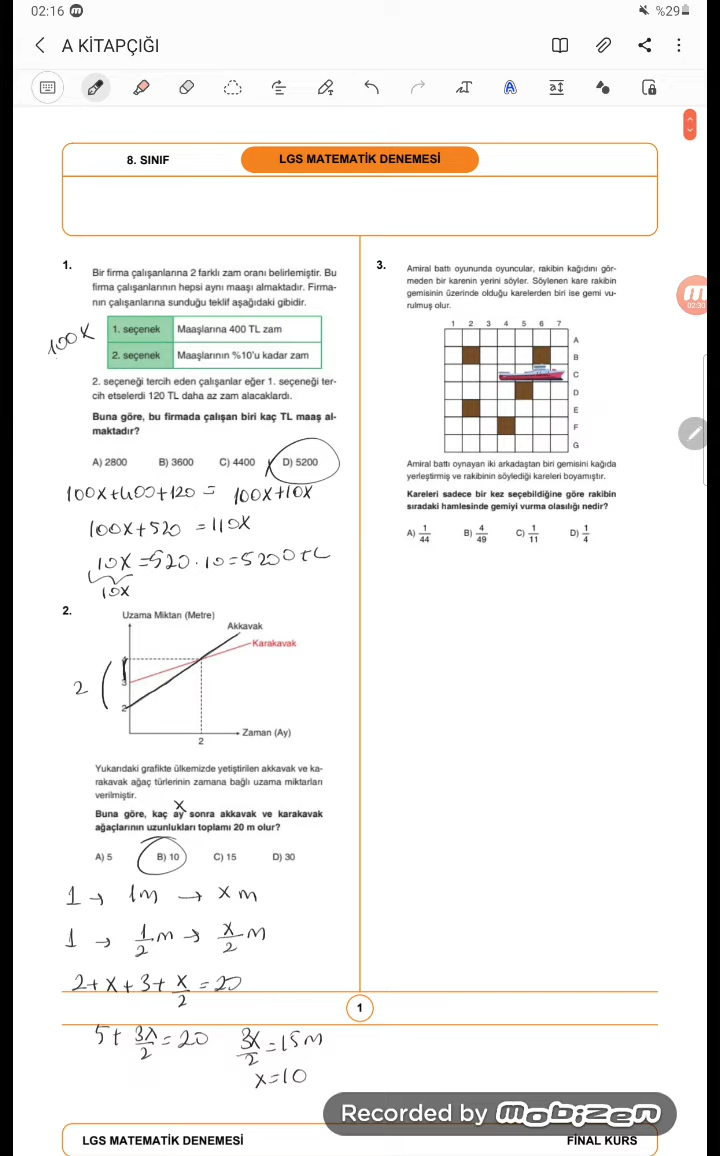 02:16
%29
A KİTAPÇIĞI
8. SINIF
LGS MATEMATİK DENEMESİ
1.
Bir firma çalışanlarına 2 farklı zam oranı belirlemiştir. Bu
firma çalışanlarının hepsi aynı maaşı almaktadır. Firma-
nın çalışanlarına sunduğu teklif aşağıdaki gibidir.
100x
1. seçenek Maaşlarına 400 TL zam
2. seçenek Maaşlarının %10'u kadar zam
2. seçeneği tercih eden çalışanlar eğer 1. seçeneği ter-
cih etselerdi 120 TL daha az zam alacaklardı.
Buna göre, bu firmada çalışan biri kaç TL maaş al-
maktadır?
A) 2800 B) 3600 C) 4400 D) 5200
100x+400+120 = 100x+10x
100x+520 = 110x
10x=520.10=5200 TL
10x
2.
Uzama Miktarı (Metre)
Akkavak
Karakavak
4
3
2
2
2
Zaman (Ay)
Yukarıdaki grafikte ülkemizde yetiştirilen akkavak ve ka-
rakavak ağaç türlerinin zamana bağlı uzama miktarları
verilmiştir.
x
Buna göre, kaç ay sonra akkavak ve karakavak
ağaçlarının uzunlukları toplamı 20 m olur?
A) 5 B) 10 C) 15 D) 30
1 → 1m → x m
1 → 1/2 m → x/2 m
2+x+3+x/2=20
5+3x/2=20 3x/2=15m
x=10
3.
Amiral battı oyununda oyuncular, rakibin kağıdını gör-
meden bir karenin yerini söyler. Söylenen kare rakibin
gemisinin üzerinde olduğu karelerden biri ise gemi vu-
rulmuş olur.
1 2 3 4 5 6 7
A
B
C
D
E
F
G
Amiral battı oynayan iki arkadaştan biri gemisini kağıda
yerleştirmiş ve rakibinin söylediği kareleri boyamıştır.
Kareleri sadece bir kez seçebildiğine göre rakibin
sıradaki hamlesinde gemiyi vurma olasılığı nedir?
A) 1/44 B) 4/49 C) 1/11 D) 1/4
02:30
1
Recorded by mobizen
LGS MATEMATİK DENEMESİ
FİNAL KURS